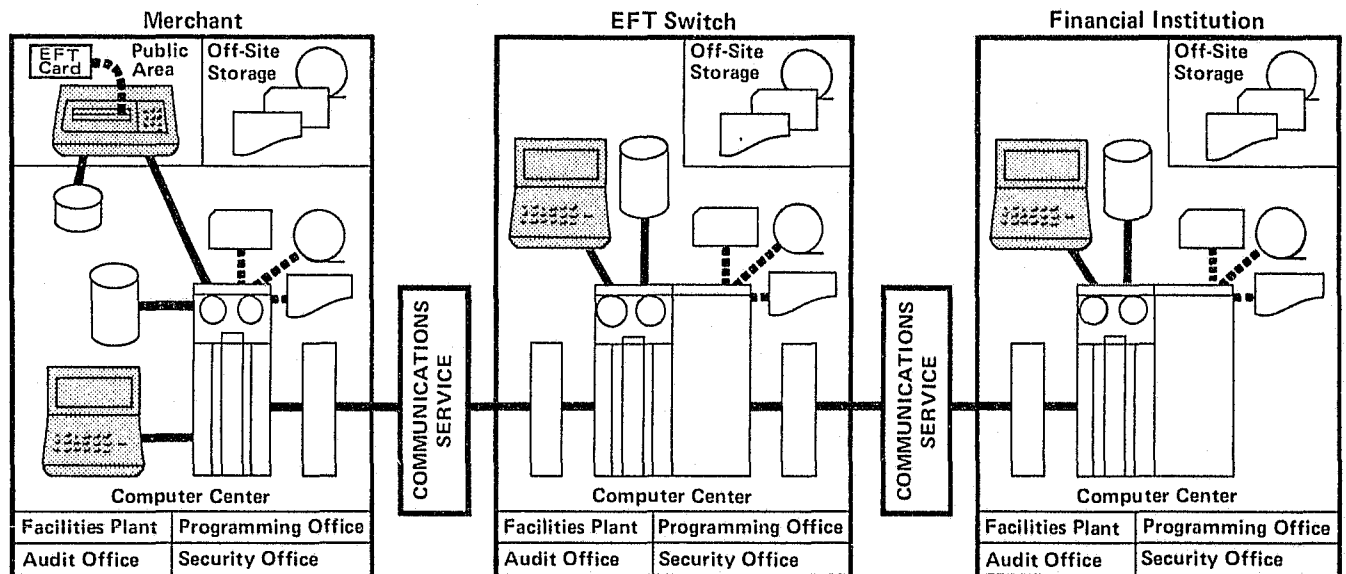 Merchant
EFT Switch
Financial Institution
EFT
Card
Public
Area
Off-Site
Storage
Off-Site
Storage
Off-Site
Storage
COMMUNICATIONS
SERVICE
COMMUNICATIONS
SERVICE
Computer Center
Computer Center
Computer Center
Facilities Plant
Programming Office
Facilities Plant
Programming Office
Facilities Plant
Programming Office
Audit Office
Security Office
Audit Office
Security Office
Audit Office
Security Office